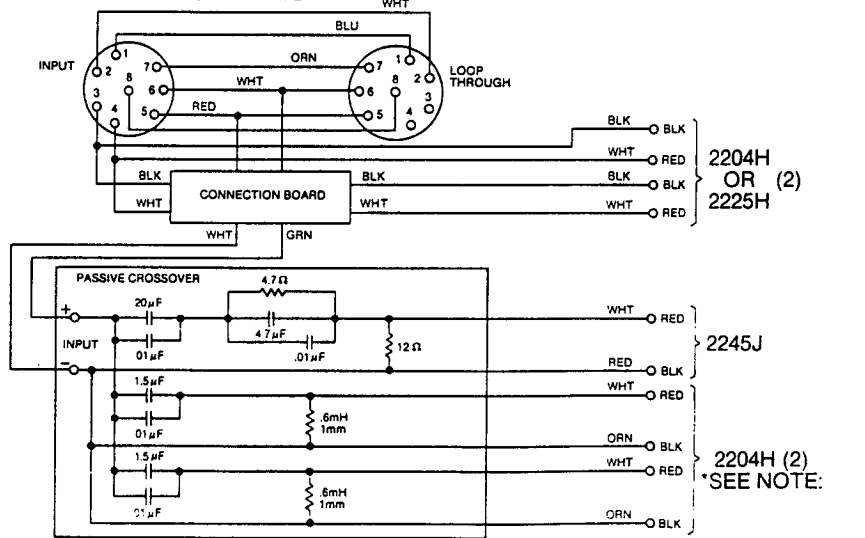 WHT
BLU
ORN
INPUT
1
2
7
8
WHT
6
3
4
5
RED
7
1
8
2
6
3
5
4
LOOP
THROUGH
BLK
BLK
WHT
RED
BLK
CONNECTION BOARD
BLK
BLK
BLK
WHT
WHT
WHT
RED
2204H
OR (2)
2225H
WHT
GRN
PASSIVE CROSSOVER
4.7Ω
+
20µF
4.7µF
WHT
RED
INPUT
01µF
.01µF
12Ω
2245J
−
RED
BLK
1.5µF
WHT
RED
01µF
.6mH
1mm
ORN
BLK
1.5µF
WHT
RED
2204H (2)
*SEE NOTE:
01µF
.6mH
1mm
ORN
BLK